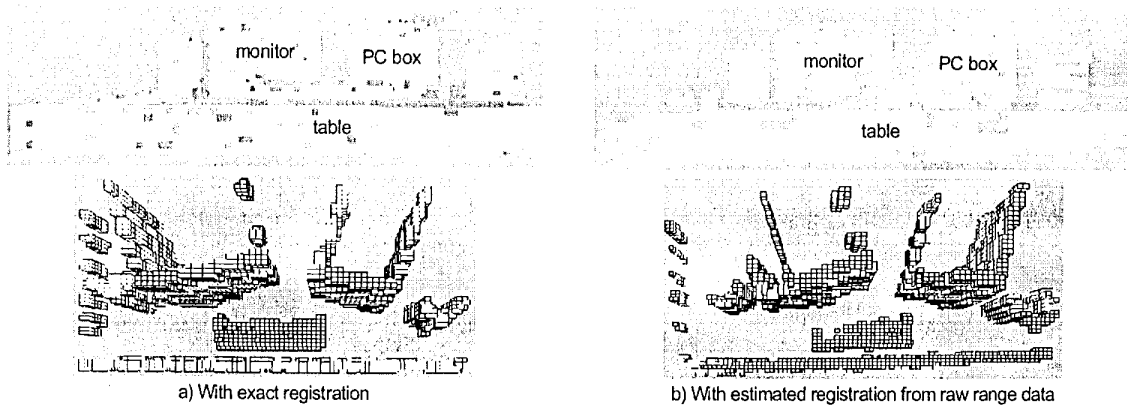 monitor
PC box
table
monitor
PC box
table
a) With exact registration
b) With estimated registration from raw range data